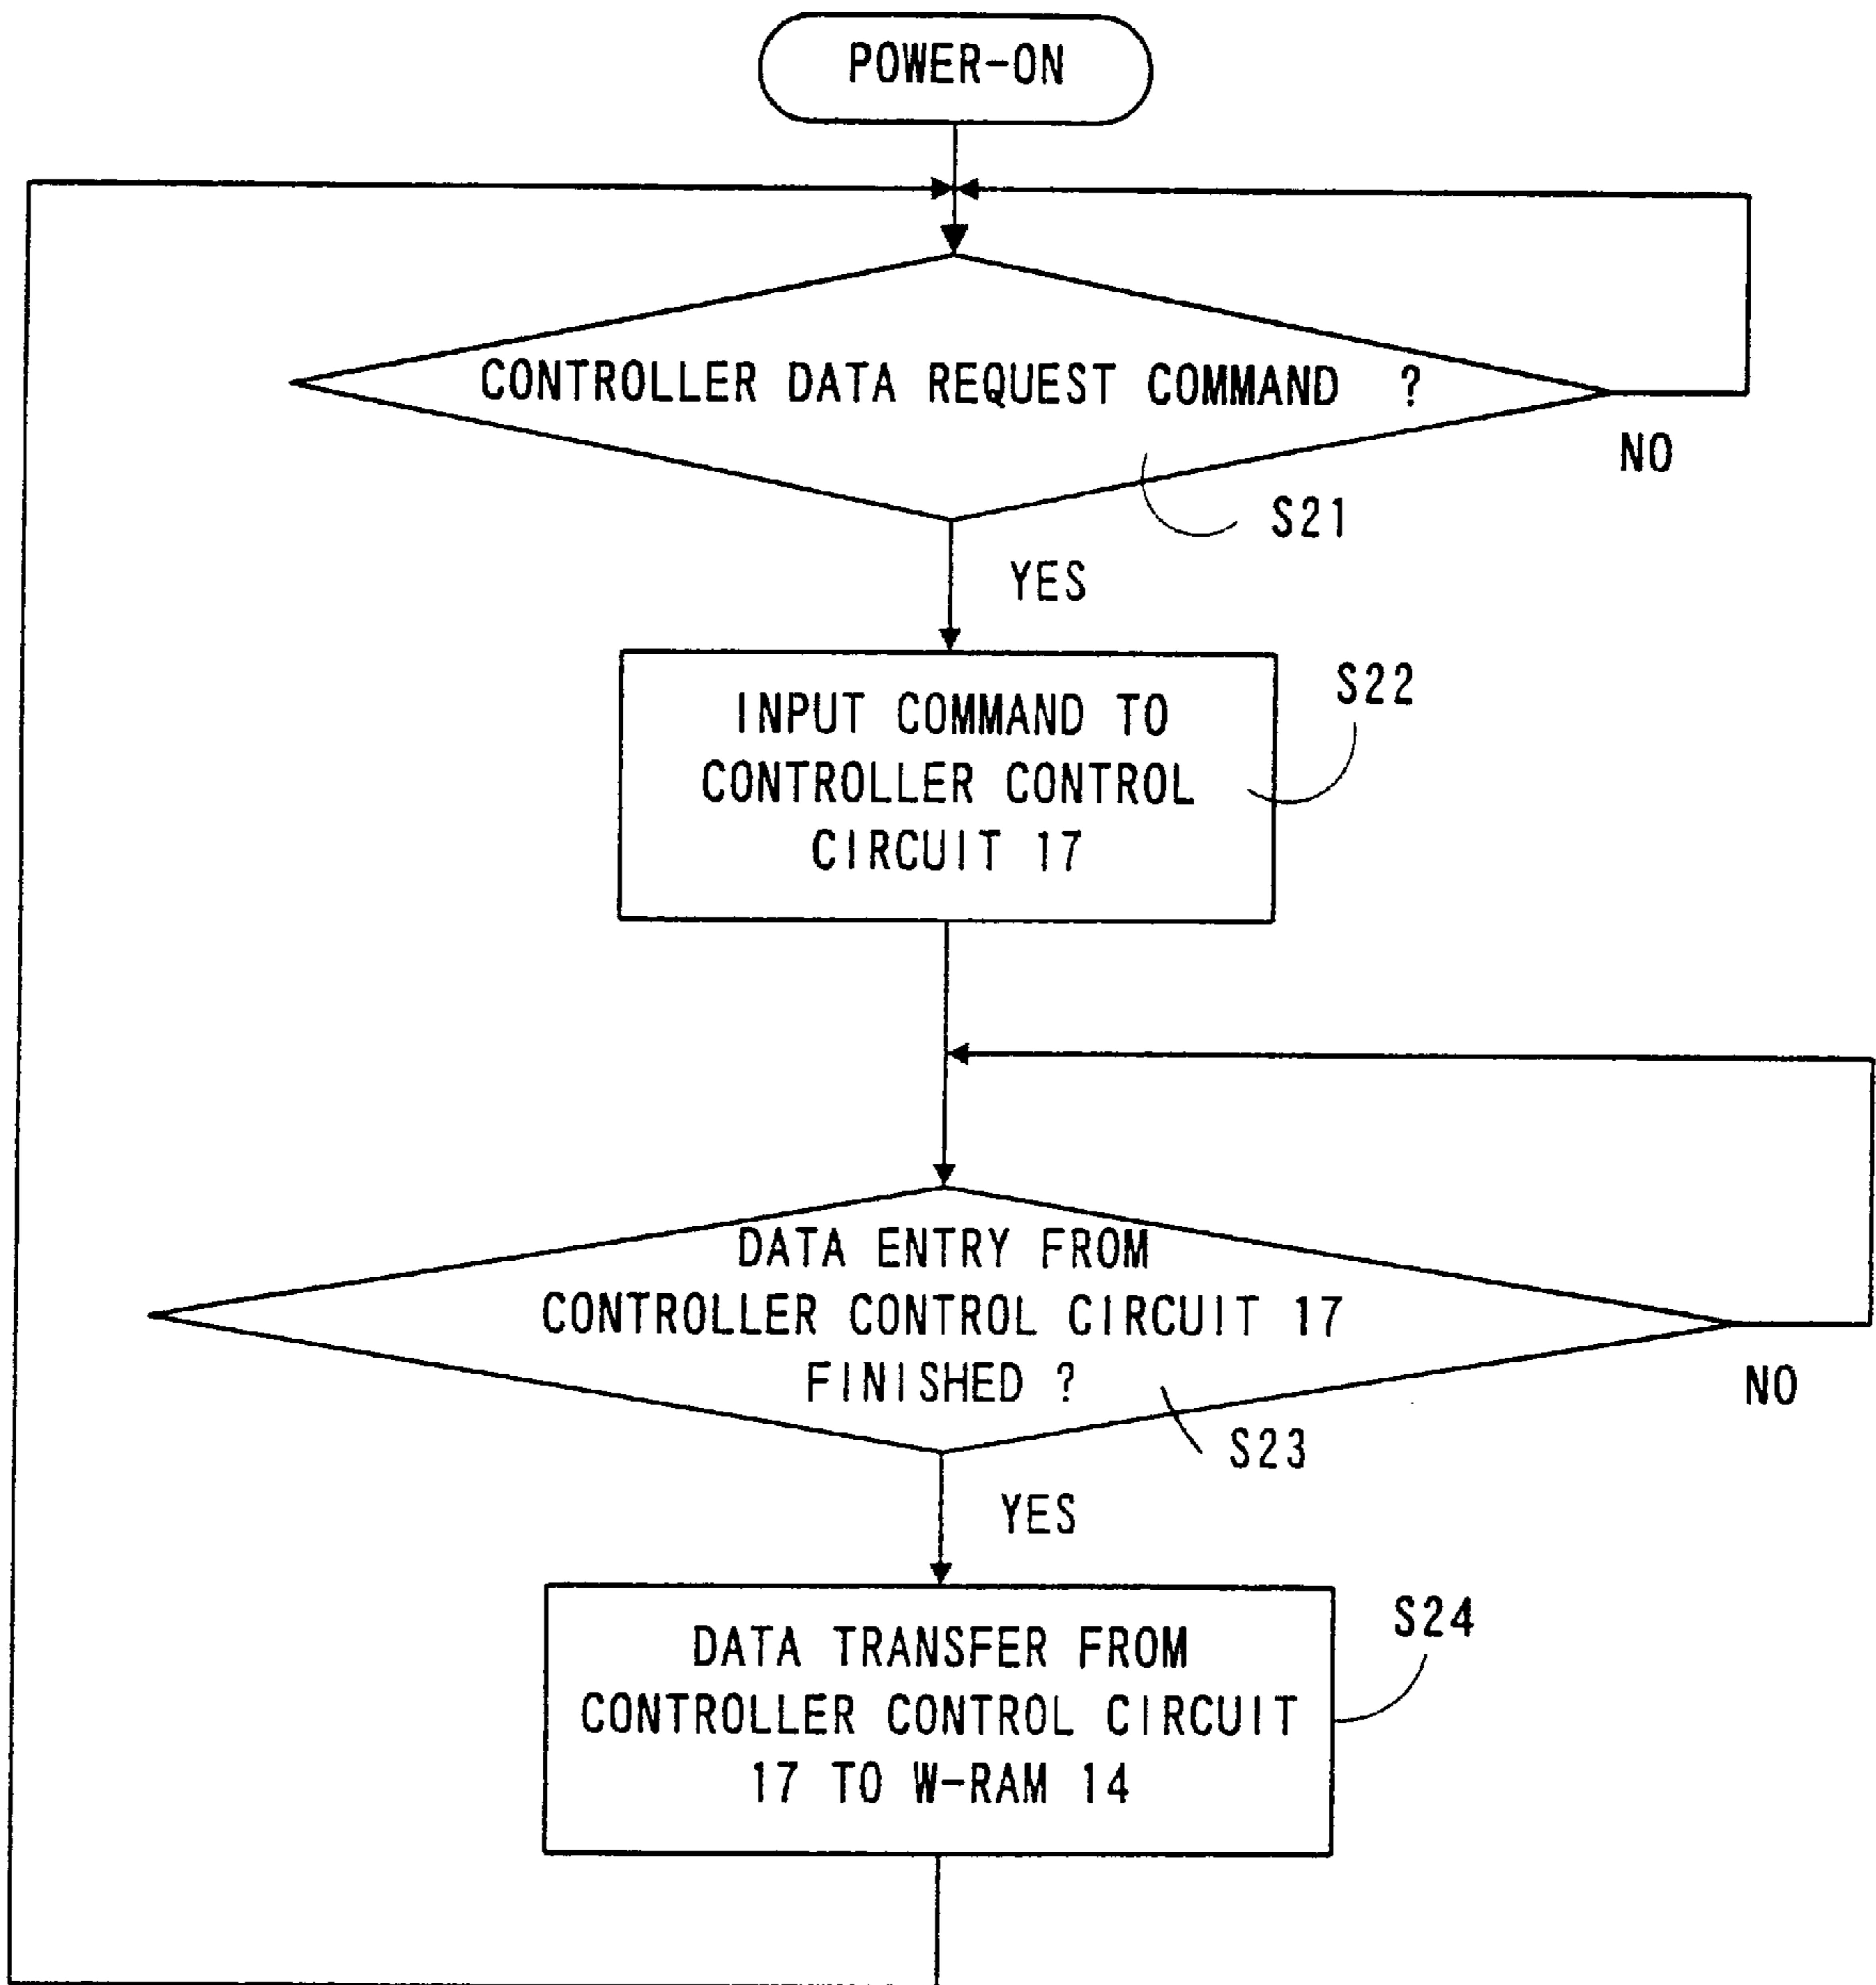 POWER-ON
CONTROLLER DATA REQUEST COMMAND ?
NO
S21
YES
S22
INPUT COMMAND TO
CONTROLLER CONTROL
CIRCUIT 17
DATA ENTRY FROM
CONTROLLER CONTROL CIRCUIT 17
FINISHED ?
NO
S23
YES
S24
DATA TRANSFER FROM
CONTROLLER CONTROL CIRCUIT
17 TO W-RAM 14